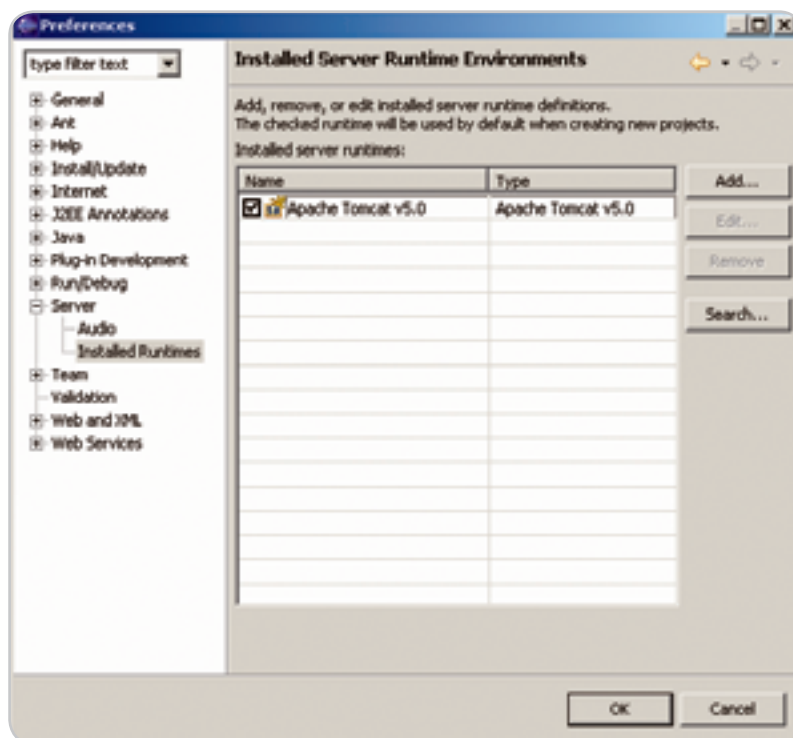 Preferences
type filter text
Installed Server Runtime Environments
General
Ant
Help
Install/Update
Internet
J2EE Annotations
Java
Plug-in Development
Run/Debug
Server
Audio
Installed Runtimes
Team
Validation
Web and XML
Web Services
Add, remove, or edit installed server runtime definitions.
The checked runtime will be used by default when creating new projects.
Installed server runtimes:
Name Type
Apache Tomcat v5.0 Apache Tomcat v5.0
Add...
Edit...
Remove
Search...
OK Cancel